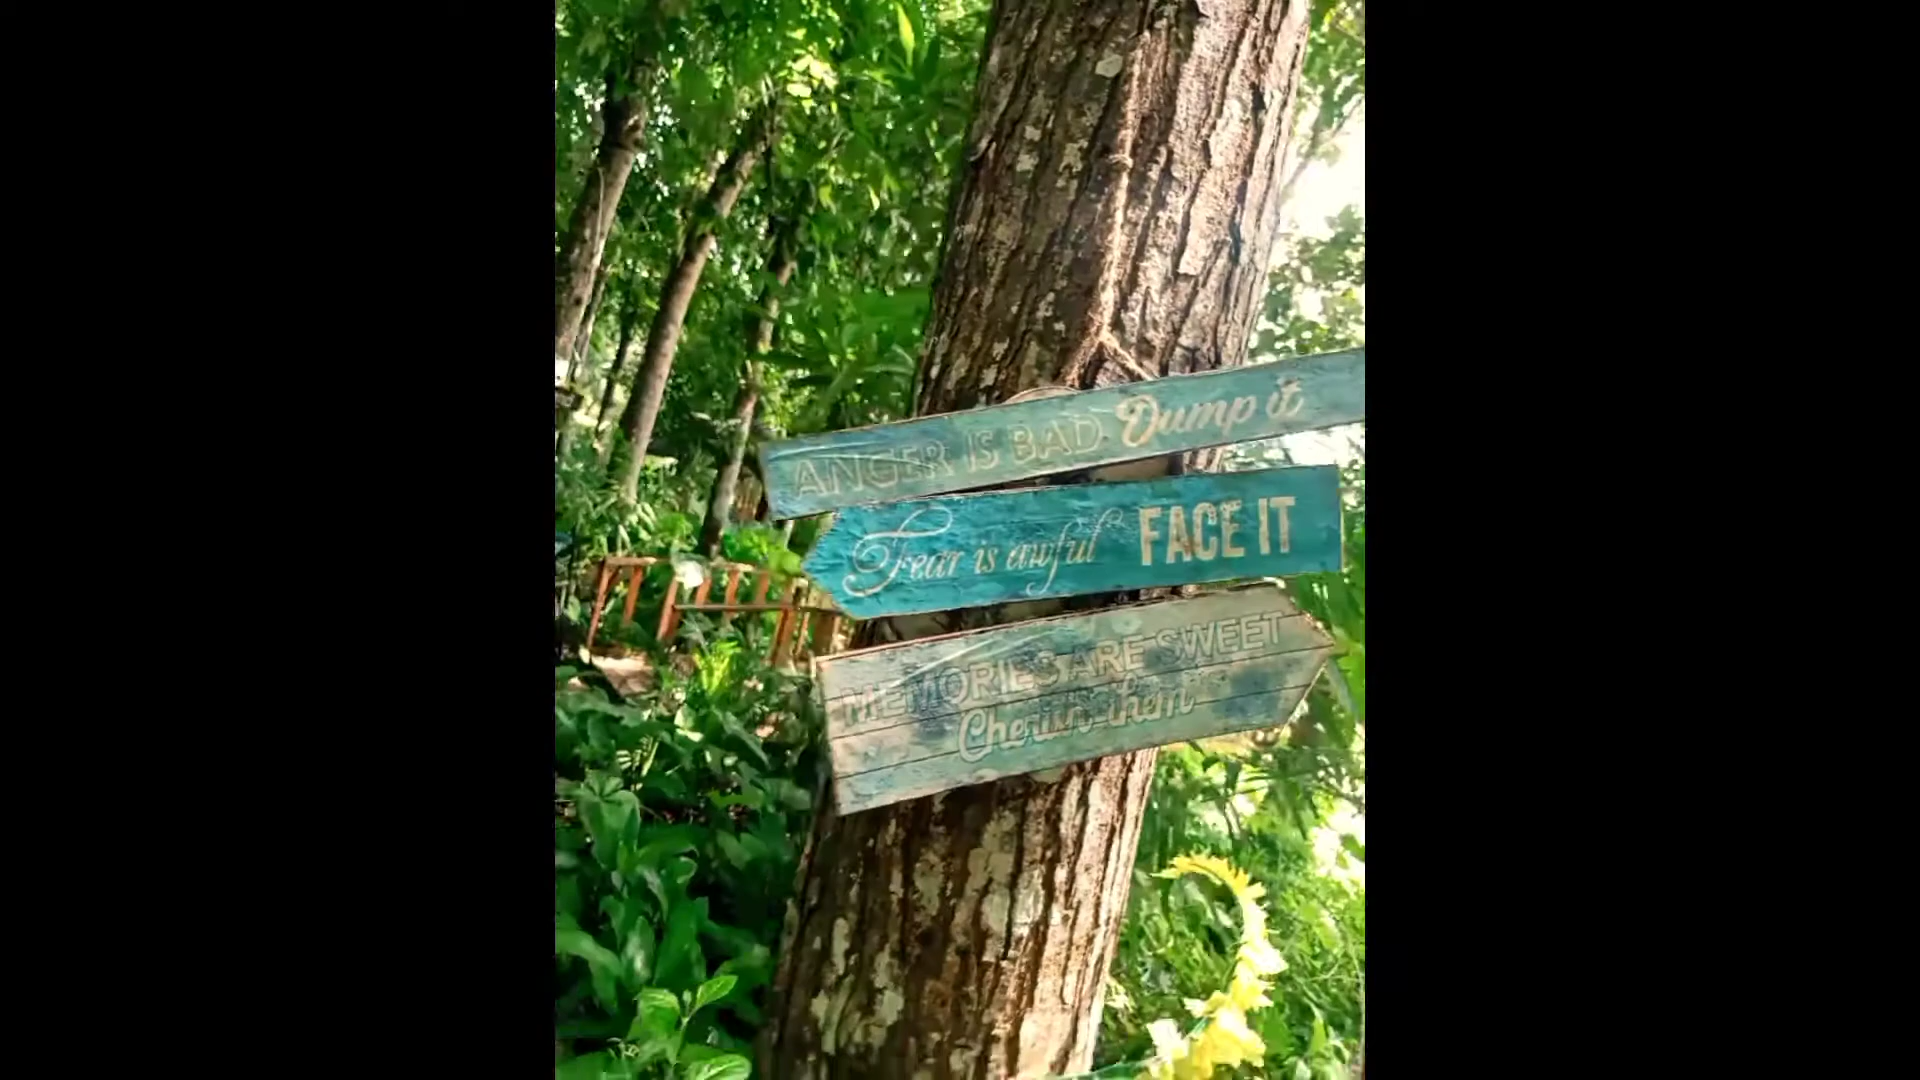 ANGER IS BAD Dump it
Fear is awful FACE IT
MEMORIES ARE SWEET
Cherish them